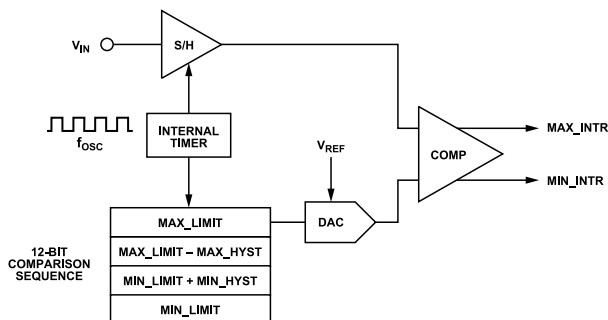 V_IN
S/H
f_OSC
INTERNAL
TIMER
V_REF
COMP
MAX_INTR
MIN_INTR
12-BIT
COMPARISON
SEQUENCE
MAX_LIMIT
MAX_LIMIT – MAX_HYST
MIN_LIMIT + MIN_HYST
MIN_LIMIT
DAC